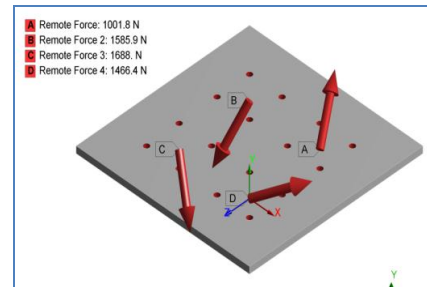 A Remote Force: 1001.8 N
B Remote Force 2: 1585.9 N
C Remote Force 3: 1688. N
D Remote Force 4: 1466.4 N
B
A
C
Y
D
Z
X
Y